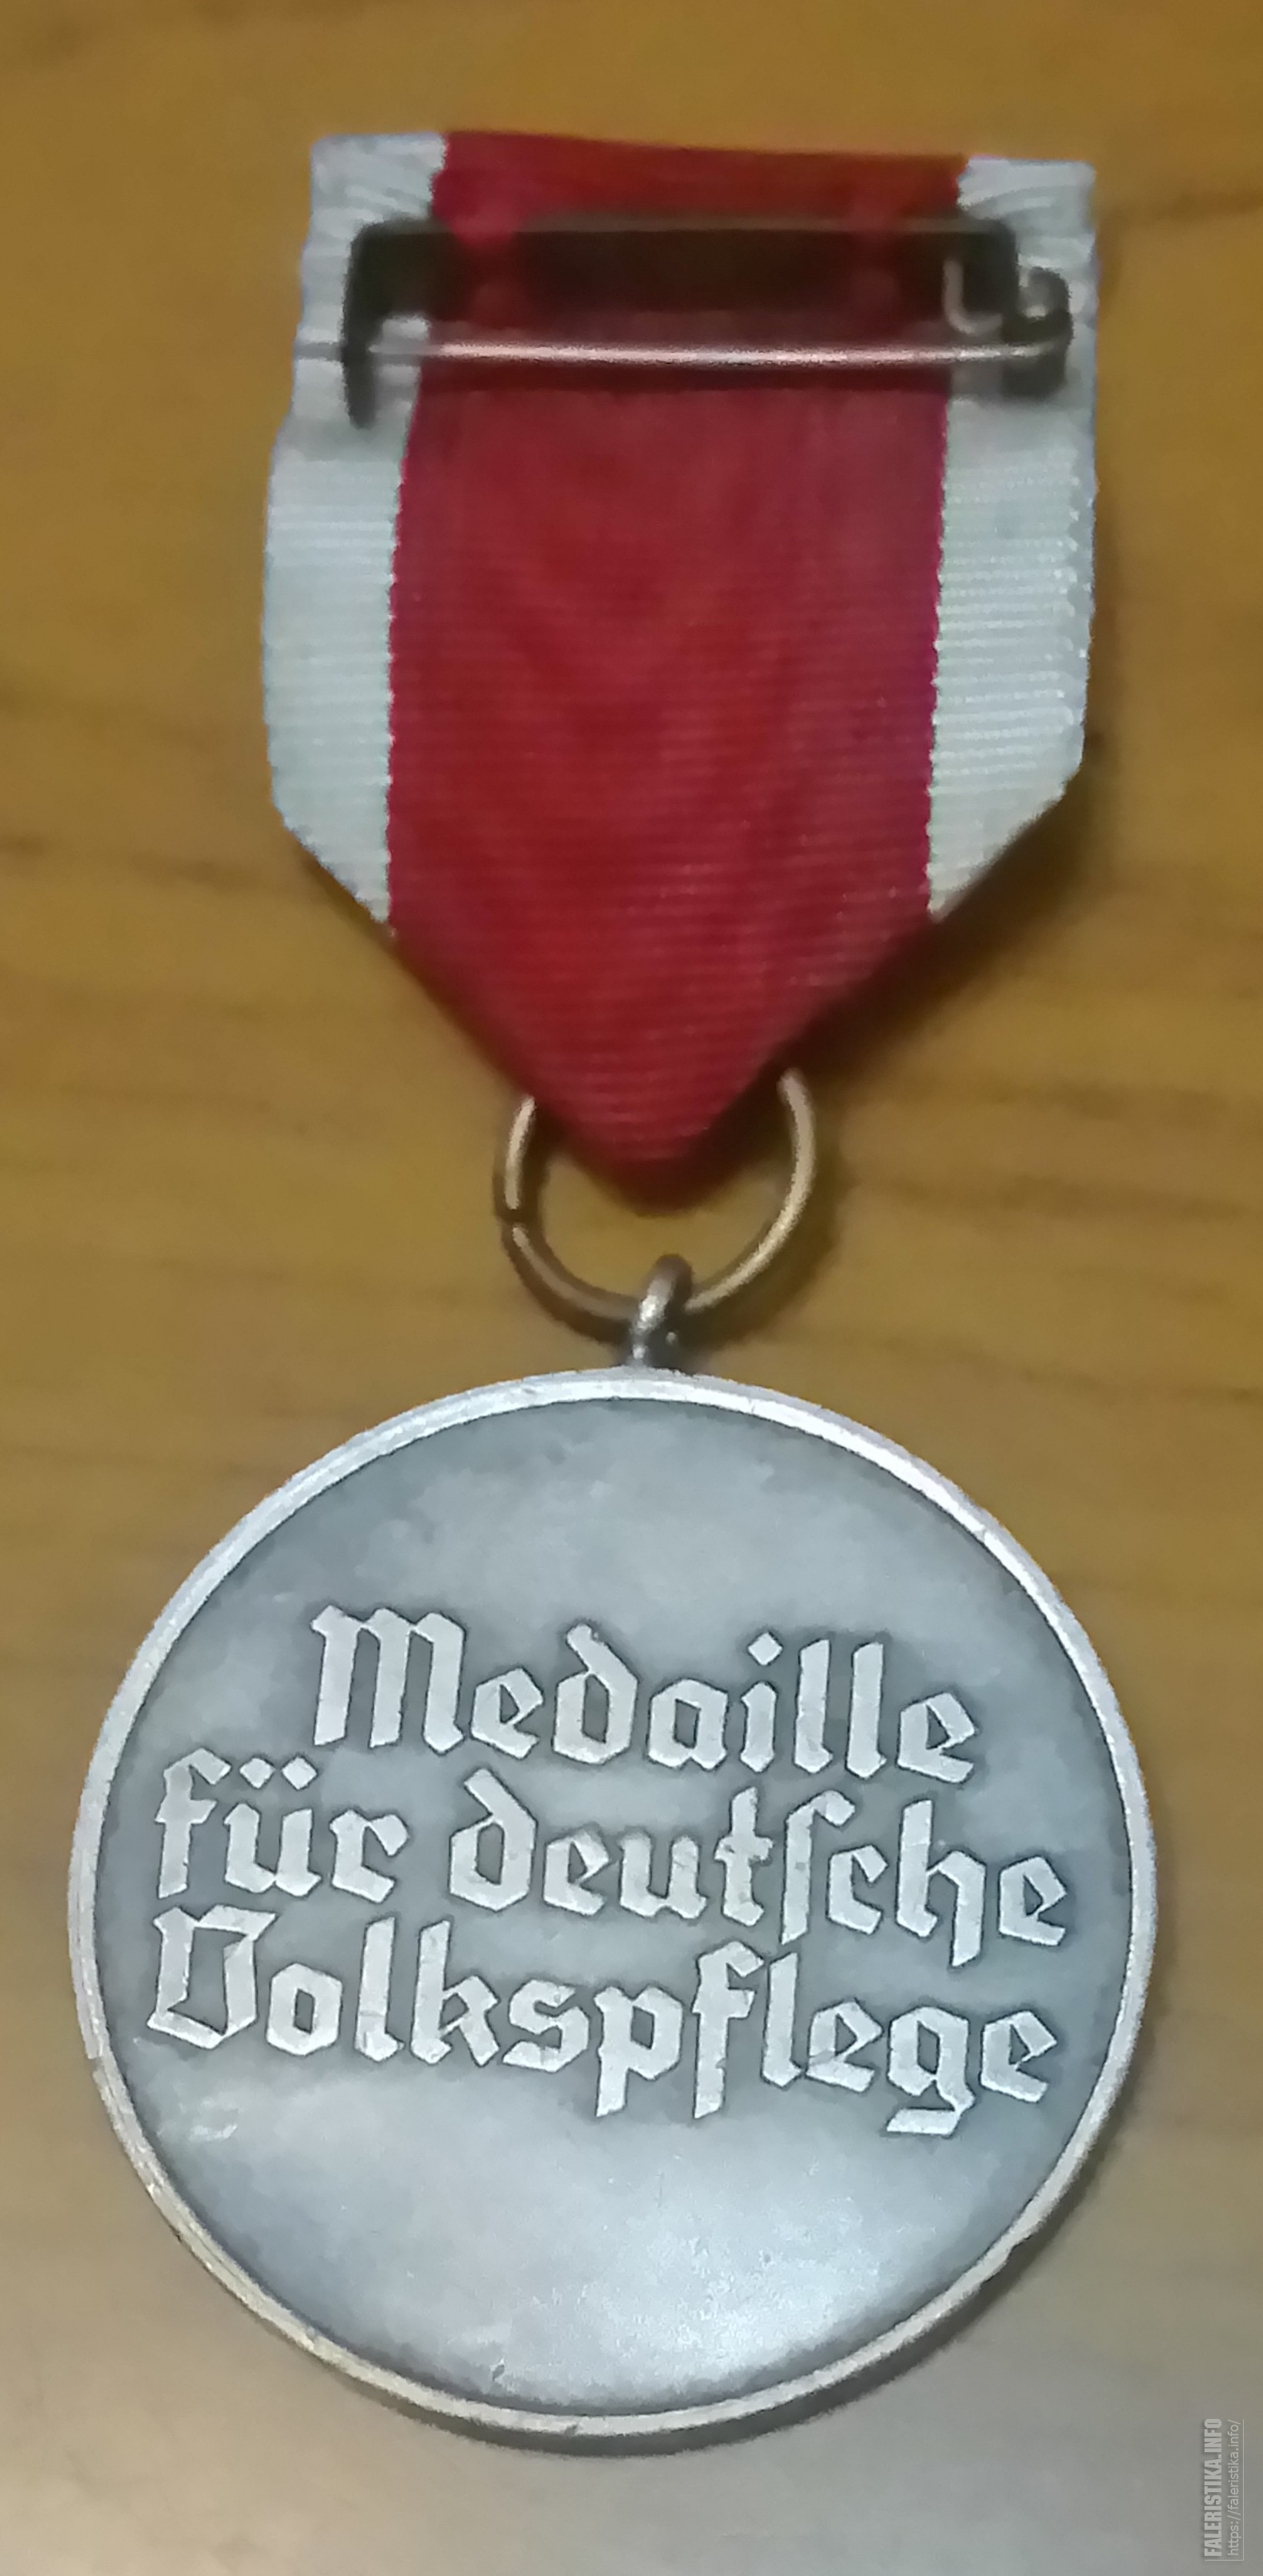 Medaille
für deutſche
Volkspflege
FALERISTIKA.INFO
https://faleristika.info/